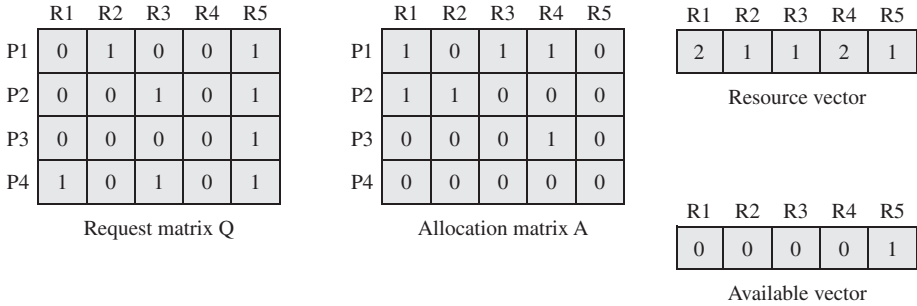 R1 R2 R3 R4 R5
P1 0 1 0 0 1
P2 0 0 1 0 1
P3 0 0 0 0 1
P4 1 0 1 0 1
Request matrix Q
R1 R2 R3 R4 R5
P1 1 0 1 1 0
P2 1 1 0 0 0
P3 0 0 0 1 0
P4 0 0 0 0 0
Allocation matrix A
R1 R2 R3 R4 R5
2 1 1 2 1
Resource vector
R1 R2 R3 R4 R5
0 0 0 0 1
Available vector